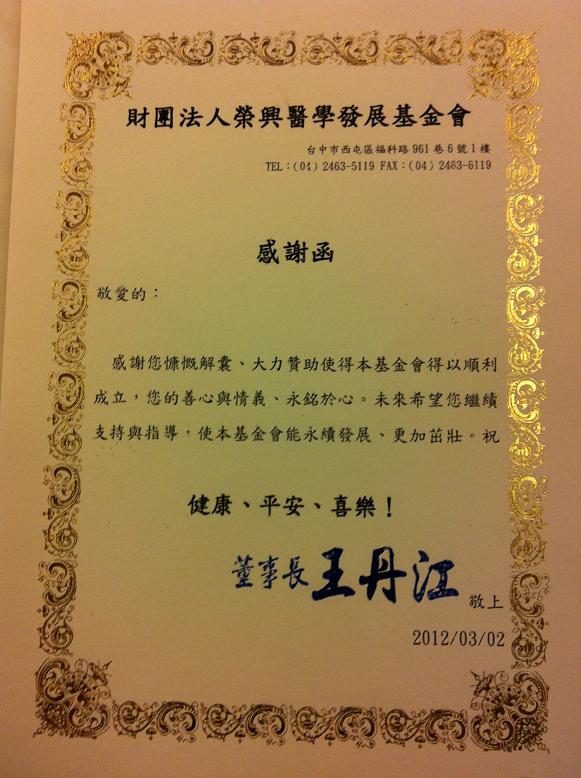 財團法人榮興醫學發展基金會
台中市西屯區福科路 961 巷 6 號 1 樓
TEL：(04) 2463-5119 FAX：(04) 2463-6119
感謝函
敬愛的：
感謝您慷慨解囊、大力贊助使得本基金會得以順利
成立，您的善心與情義、永銘於心。未來希望您繼續
支持與指導，使本基金會能永續發展、更加茁壯。祝
健康、平安、喜樂！
董事長王丹江
敬上
2012/03/02